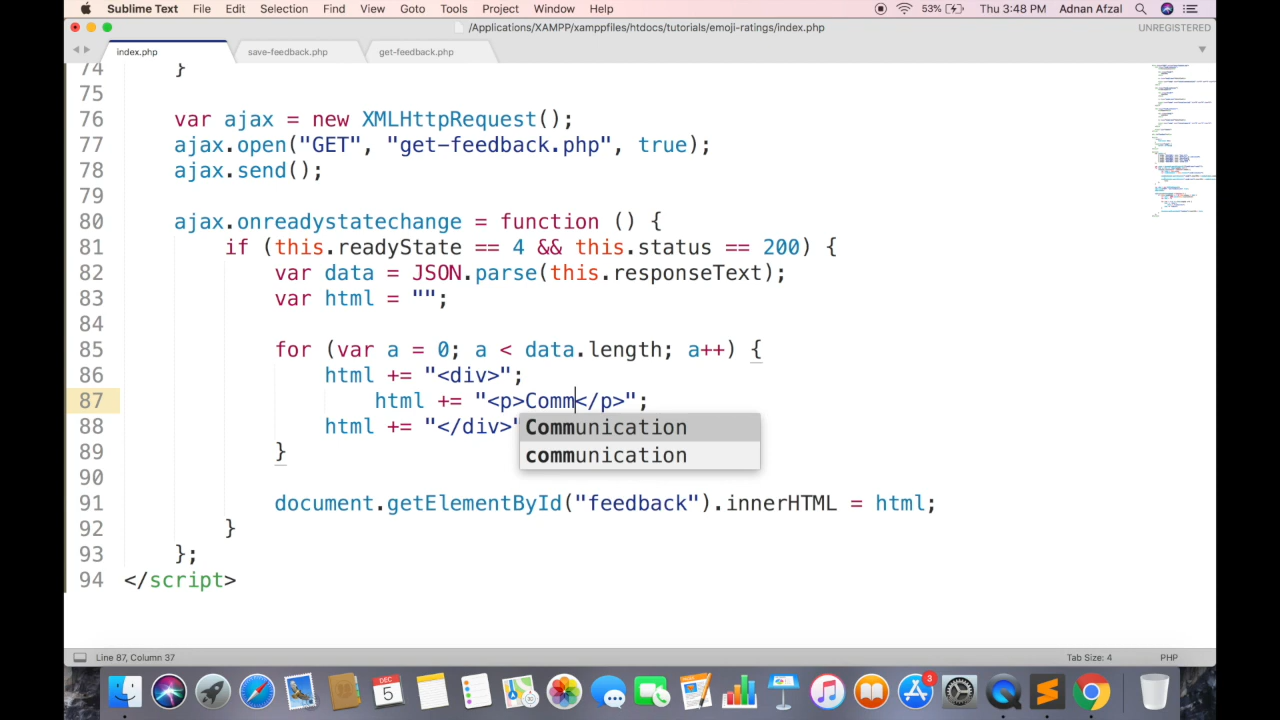 Sublime Text File Edit Selection Find View Goto Tools Project Window Help 53% Thu 3:48 PM Adnan Afzal
/Applications/XAMPP/xamppfiles/htdocs/tutorials/emoji-ratings/index.php UNREGISTERED
index.php save-feedback.php get-feedback.php
74 }
75
76 var ajax = new XMLHttpRequest();
77 ajax.open("GET", "get-feedback.php", true);
78 ajax.send();
79
80 ajax.onreadystatechange = function () {
81 if (this.readyState == 4 && this.status == 200) {
82 var data = JSON.parse(this.responseText);
83 var html = "";
84
85 for (var a = 0; a < data.length; a++) {
86 html += "<div>";
87 html += "<p>Comm</p>";
88 html += "</div>"
Communication
communication
89 }
90
91 document.getElementById("feedback").innerHTML = html;
92 }
93 };
94 </script>
Line 87, Column 37 Tab Size: 4 PHP
DEC
5
3